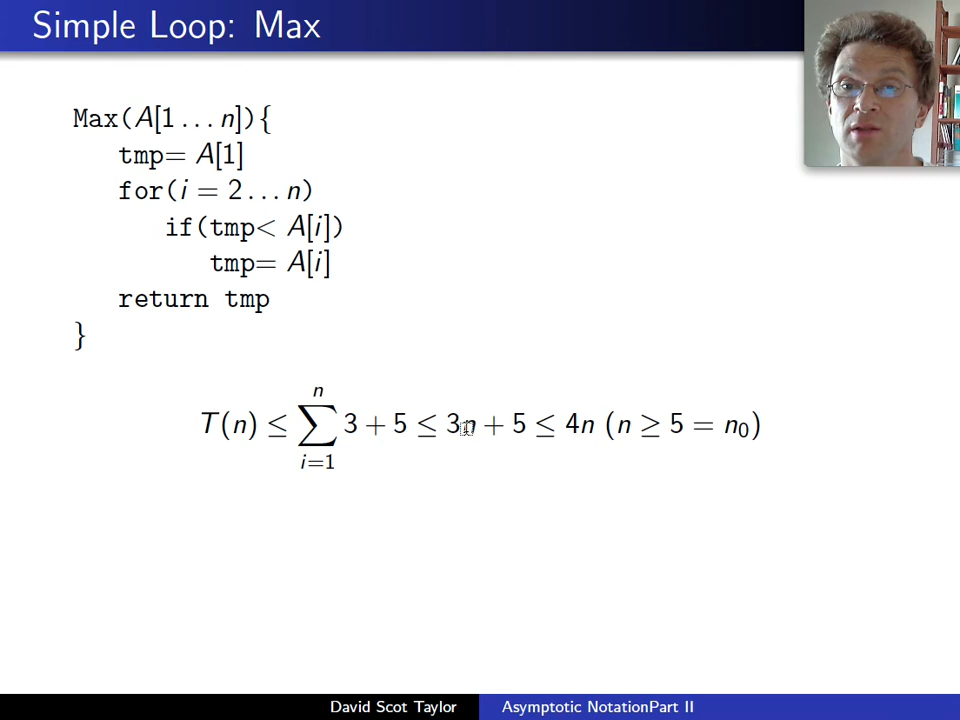 Simple Loop: Max
Max(A[1...n]){
tmp= A[1]
for(i = 2...n)
if(tmp< A[i])
tmp= A[i]
return tmp
}
T(n) ≤ ∑_{i=1}^{n} 3 + 5 ≤ 3n + 5 ≤ 4n (n ≥ 5 = n₀)
David Scot Taylor
Asymptotic NotationPart II